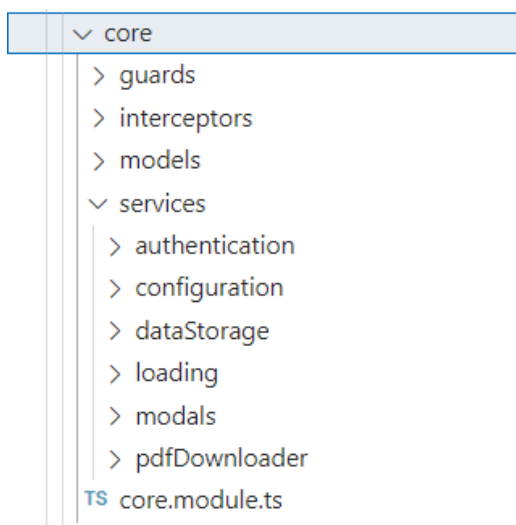 core
guards
interceptors
models
services
authentication
configuration
dataStorage
loading
modals
pdfDownloader
TS core.module.ts